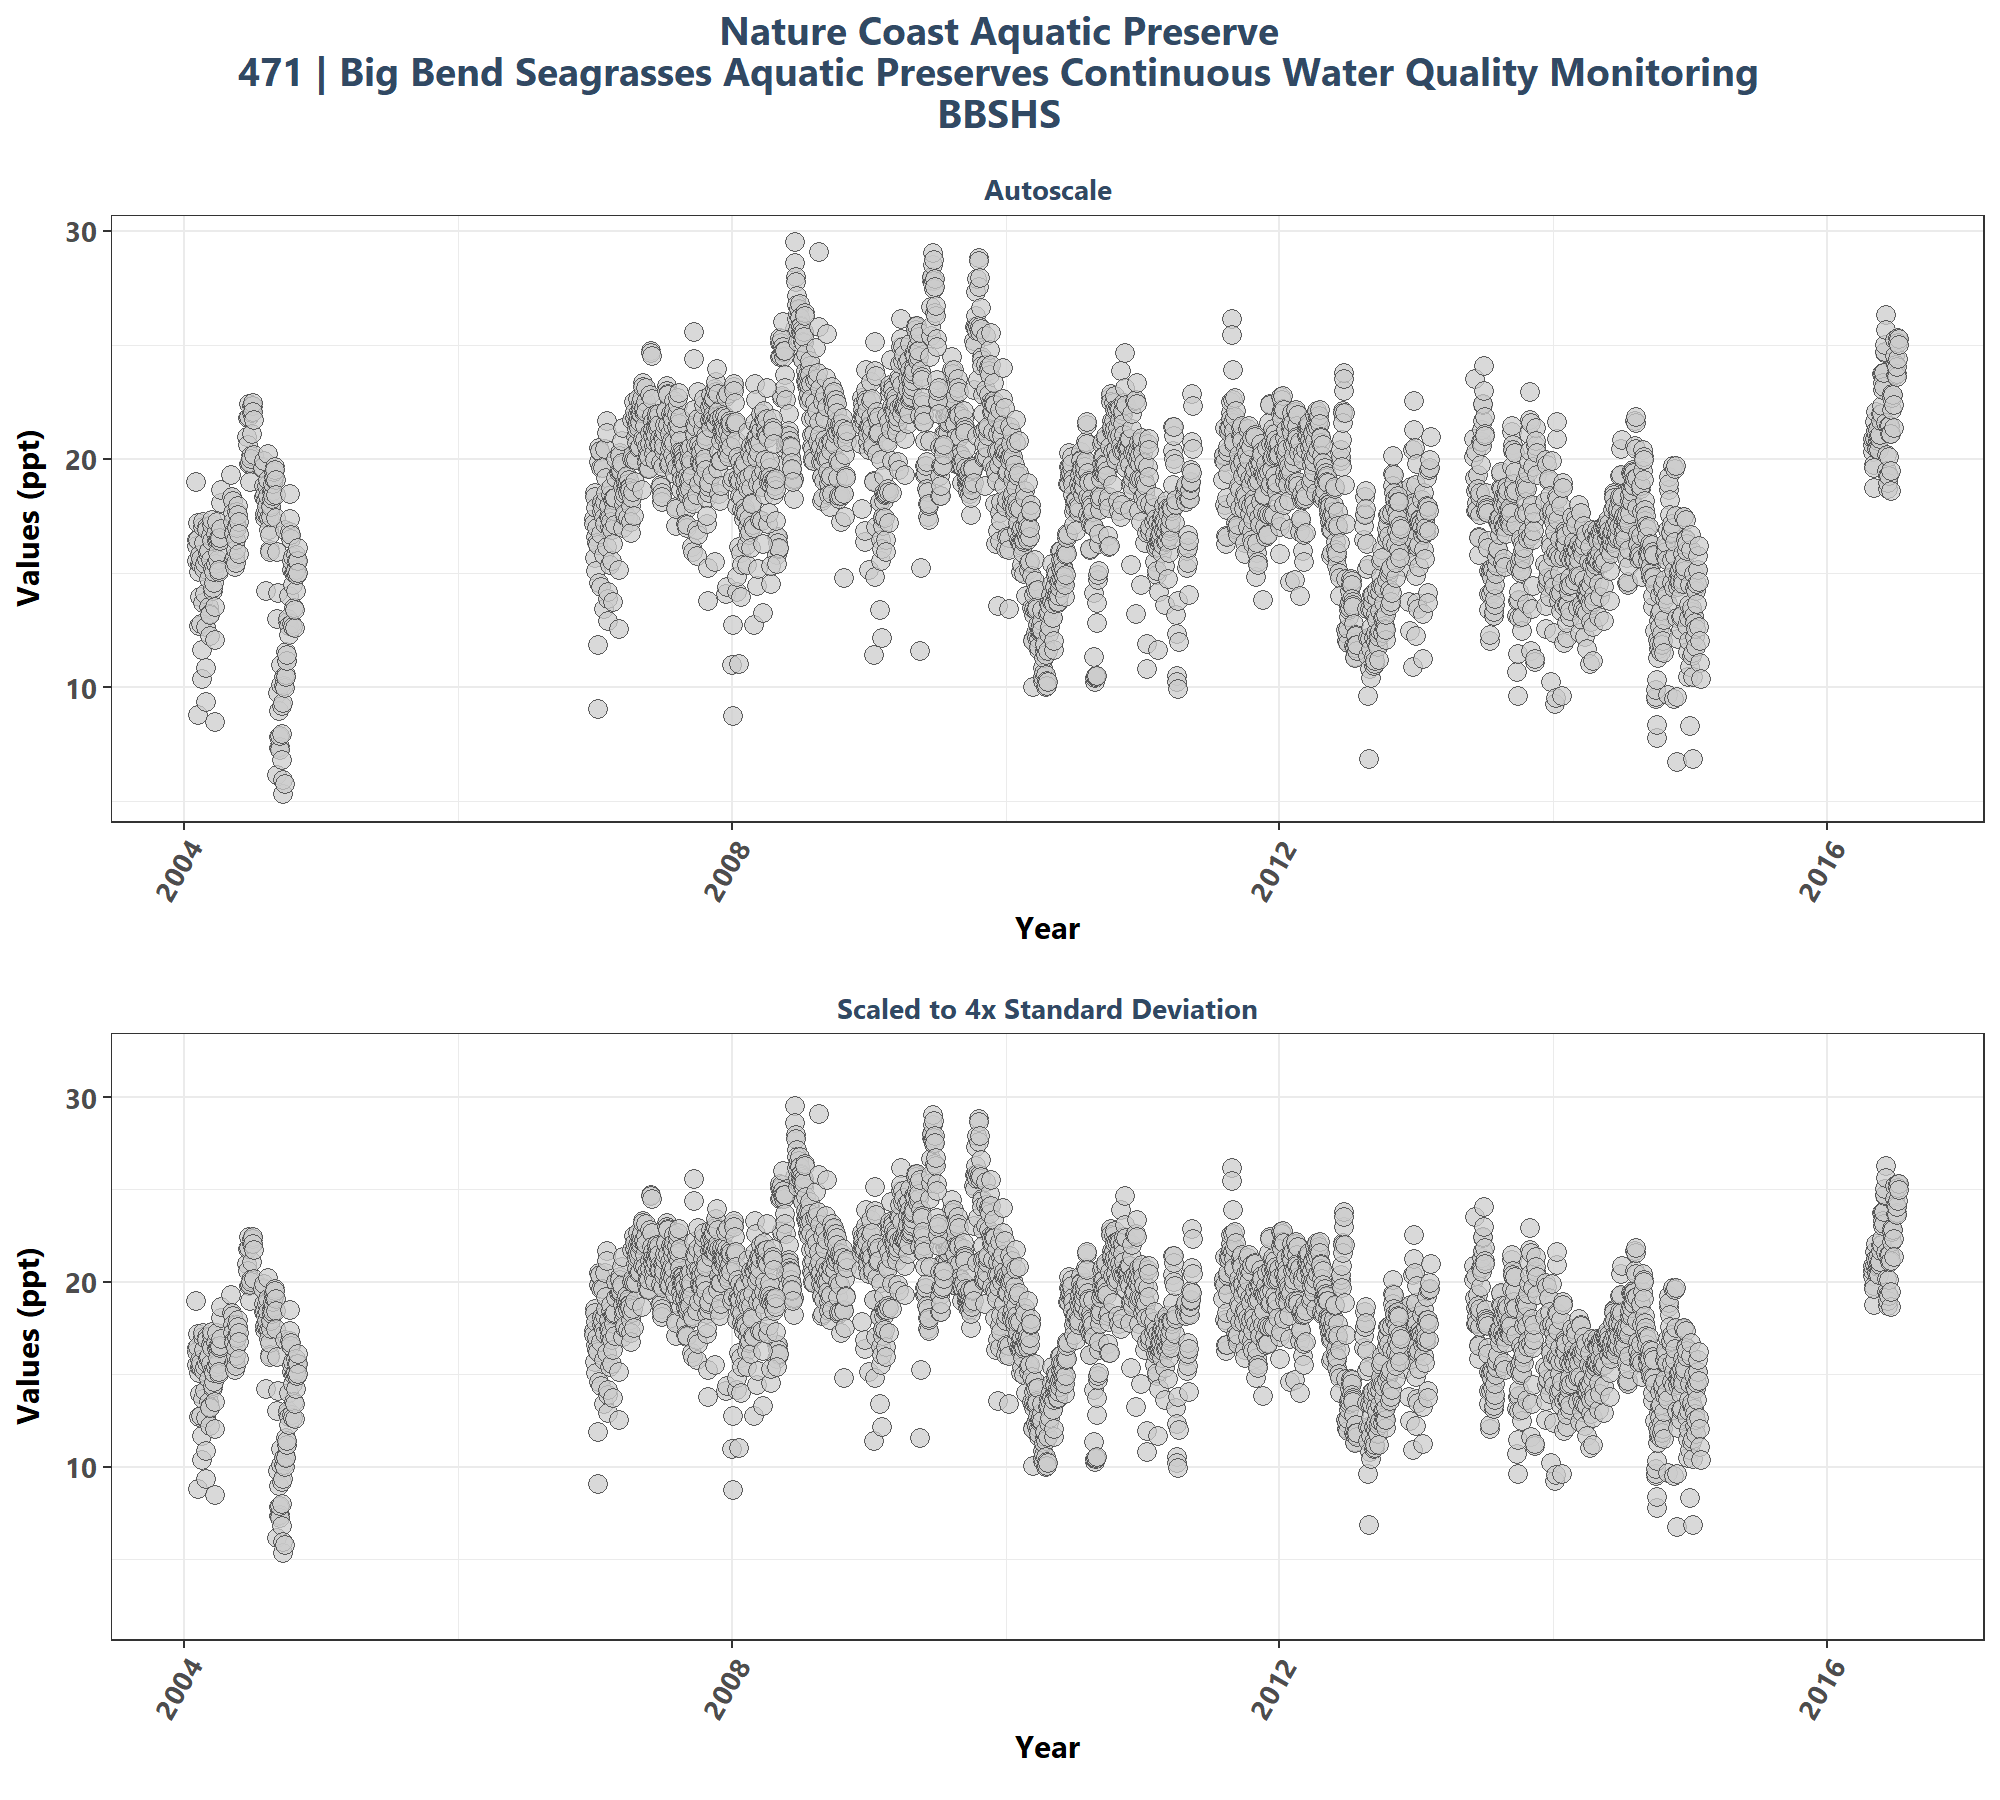 Nature Coast Aquatic Preserve
471 | Big Bend Seagrasses Aquatic Preserves Continuous Water Quality Monitoring
BBSHS
Autoscale
30
20
10
Values (ppt)
2004
2008
2012
2016
Year
Scaled to 4x Standard Deviation
30
20
10
Values (ppt)
2004
2008
2012
2016
Year